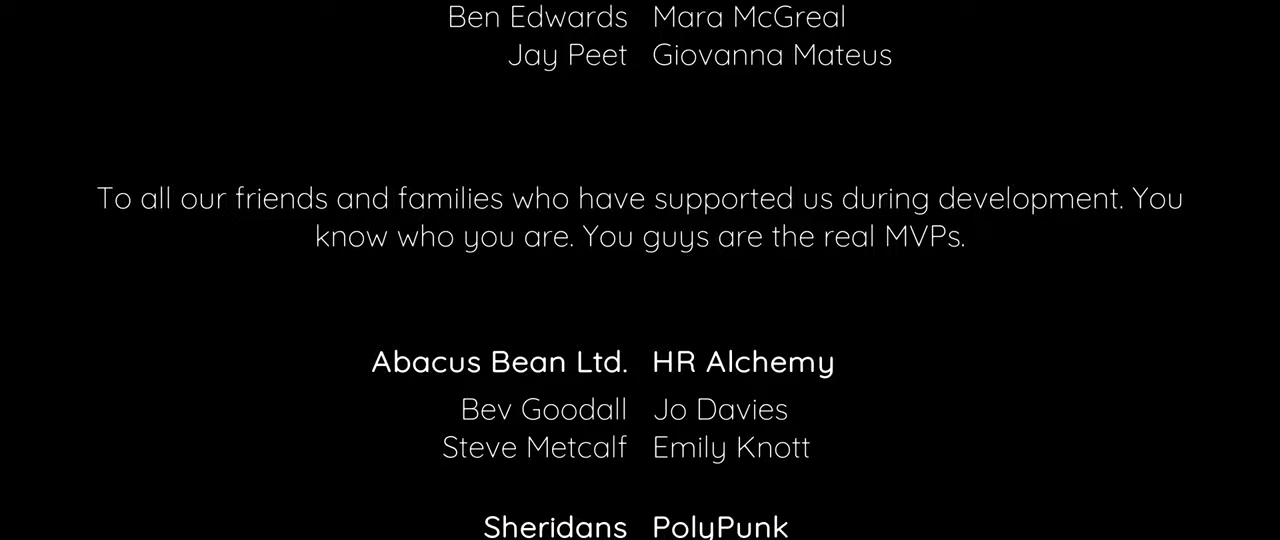 Ben Edwards Mara McGreal
Jay Peet Giovanna Mateus
To all our friends and families who have supported us during development. You
know who you are. You guys are the real MVPs.
Abacus Bean Ltd. HR Alchemy
Bev Goodall Jo Davies
Steve Metcalf Emily Knott
Sheridans PolyPunk